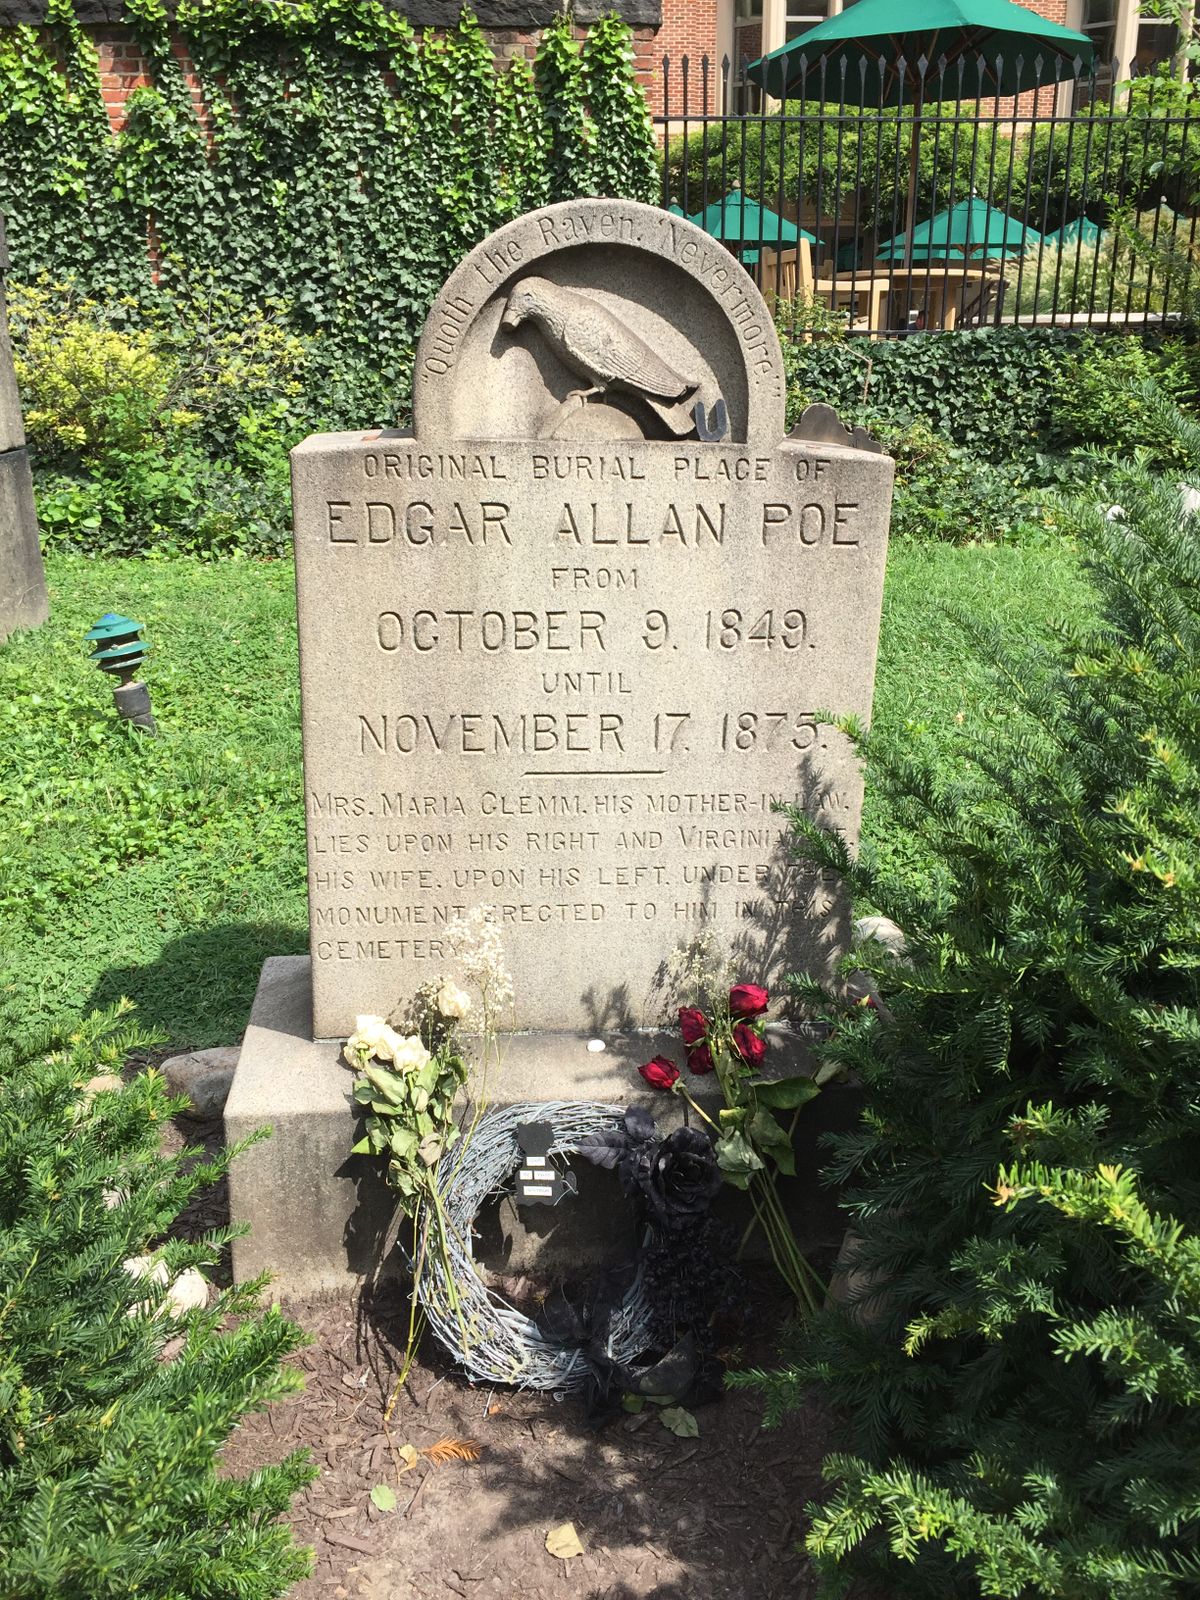 "Quoth the Raven, 'Nevermore.'"
ORIGINAL BURIAL PLACE OF
EDGAR ALLAN POE
FROM
OCTOBER 9. 1849.
UNTIL
NOVEMBER 17. 1875.
MRS. MARIA CLEMM. HIS MOTHER-IN-LAW.
LIES UPON HIS RIGHT AND VIRGINIA
HIS WIFE. UPON HIS LEFT. UNDER THE
MONUMENT ERECTED TO HIM IN THIS
CEMETERY